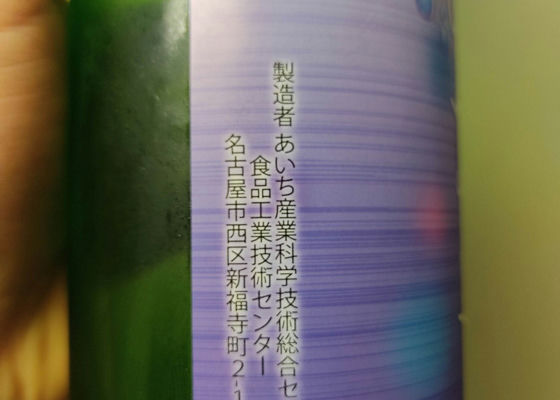 製造者 あいち産業科学技術総合セ
食品工業技術センター
名古屋市西区新福寺町2-1